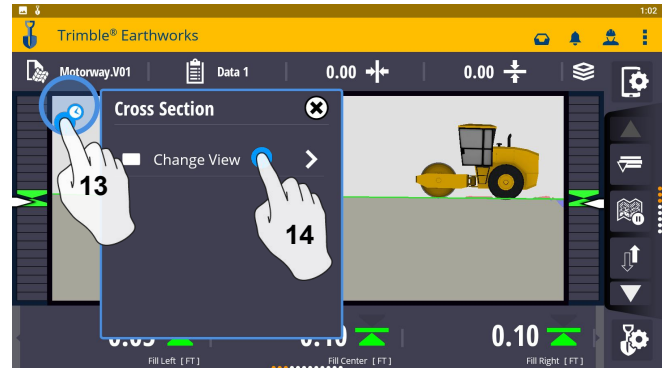 1:02
Trimble® Earthworks
Motorway.V01
Data 1
0.00
0.00
Cross Section
Change View
13
14
0.10
0.10
Fill Left [ FT ]
Fill Center [ FT ]
Fill Right [ FT ]